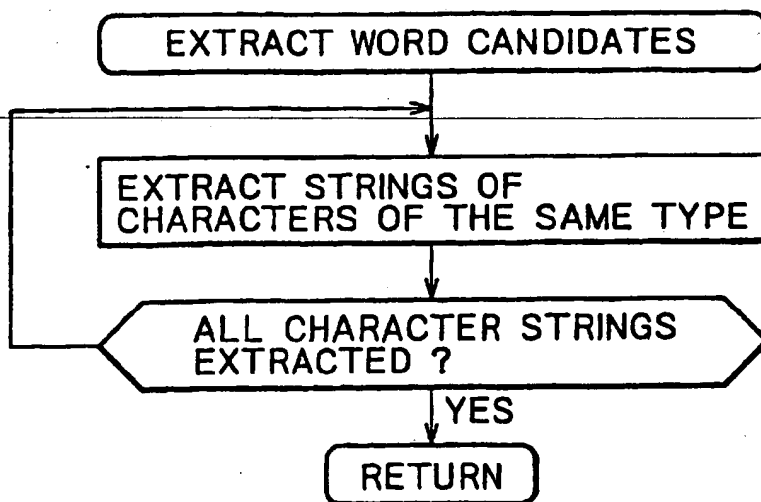 EXTRACT WORD CANDIDATES
EXTRACT STRINGS OF
CHARACTERS OF THE SAME TYPE
ALL CHARACTER STRINGS
EXTRACTED ?
YES
RETURN